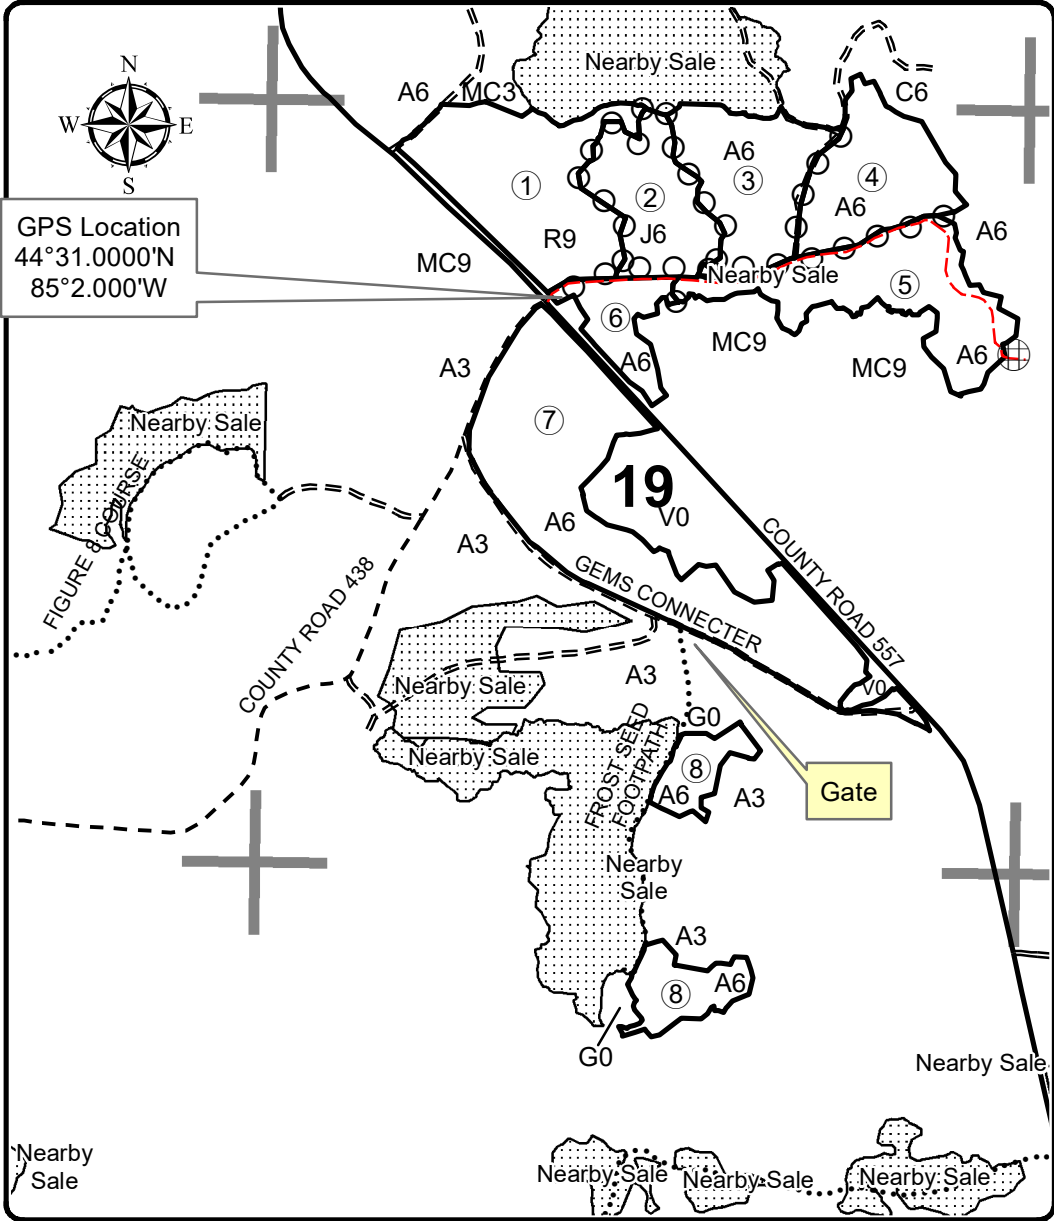 Nearby Sale
A6
MC3
C6
N
W
E
S
A6
1
2
3
4
A6
GPS Location
44°31.0000'N
85°2.000'W
R9
J6
A6
MC9
Nearby Sale
5
6
MC9
A6
A6
A3
MC9
7
Nearby Sale
19
V0
FIGURE 8 COURSE
A6
A3
COUNTY ROAD 557
GEMS CONNECTER
COUNTY ROAD 438
A3
Nearby Sale
V0
G0
FROST SEED
FOOTPATH
Nearby Sale
8
A6
A3
Gate
Nearby
Sale
A3
A6
8
G0
Nearby Sale
Nearby
Sale
Nearby Sale
Nearby Sale
Nearby Sale